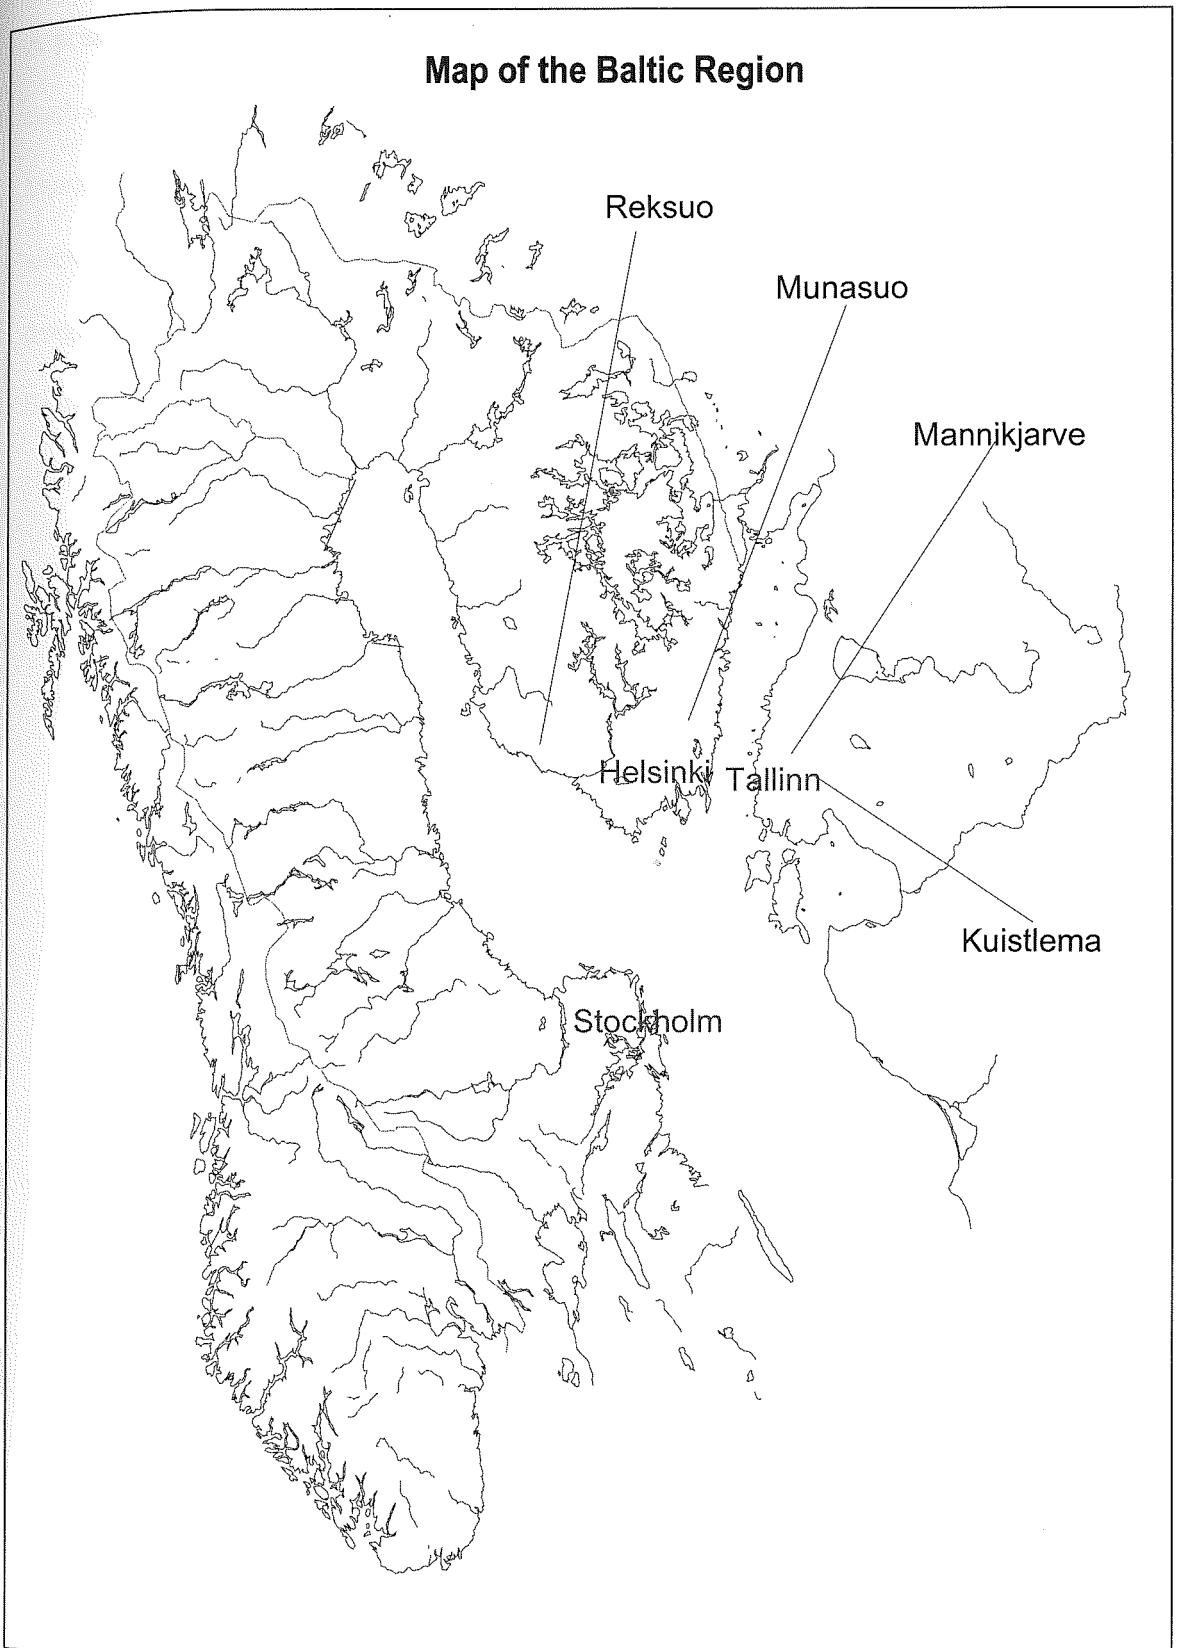 Map of the Baltic Region
Reksuo
Munasuo
Mannikjarve
Helsinki
Tallinn
Kuistlema
Stockholm